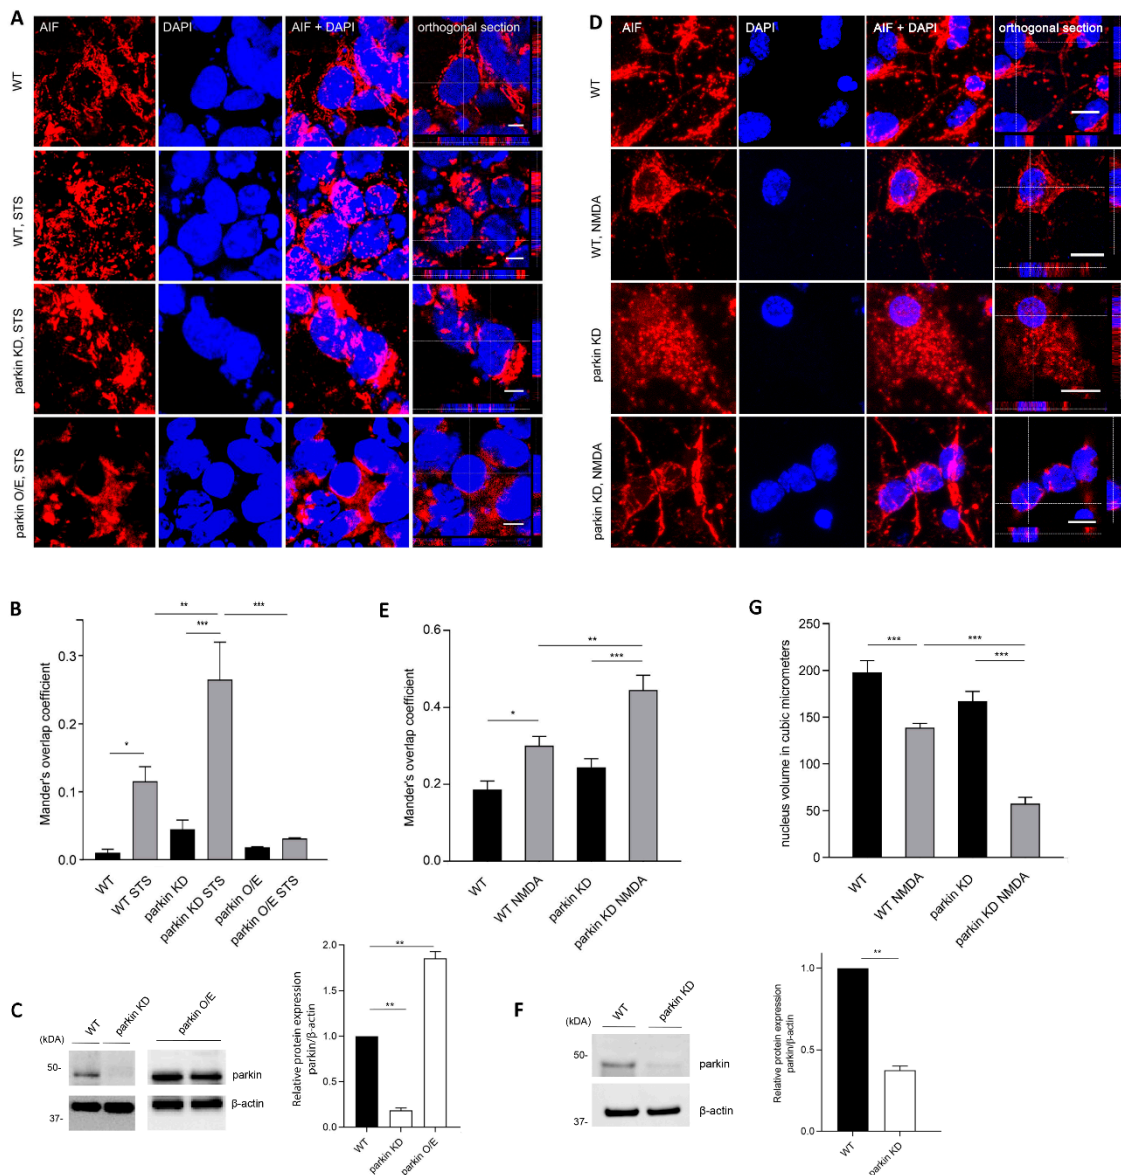 A
AIF
DAPI
AIF + DAPI
orthogonal section
WT
WT, STS
parkin KD, STS
parkin O/E, STS
D
AIF
DAPI
AIF + DAPI
orthogonal section
WT
WT, NMDA
parkin KD
parkin KD, NMDA
B
Mander's overlap coefficient
0.3
0.2
0.1
0.0
**
***
***
*
WT
WT STS
parkin KD
parkin KD STS
parkin O/E
parkin O/E STS
E
Mander's overlap coefficient
0.6
0.4
0.2
0.0
**
***
*
WT
WT NMDA
parkin KD
parkin KD NMDA
G
nucleus volume in cubic micrometers
250
200
150
100
50
0
***
***
***
WT
WT NMDA
parkin KD
parkin KD NMDA
C
(kDA)
WT
parkin KD
parkin O/E
50-
37-
parkin
β-actin
Relative protein expression
parkin/β-actin
2.0
1.5
1.0
0.5
0.0
**
**
WT
parkin KD
parkin O/E
F
(kDA)
WT
parkin KD
50-
37-
parkin
β-actin
Relative protein expression
parkin/β-actin
1.0
0.5
0.0
**
WT
parkin KD